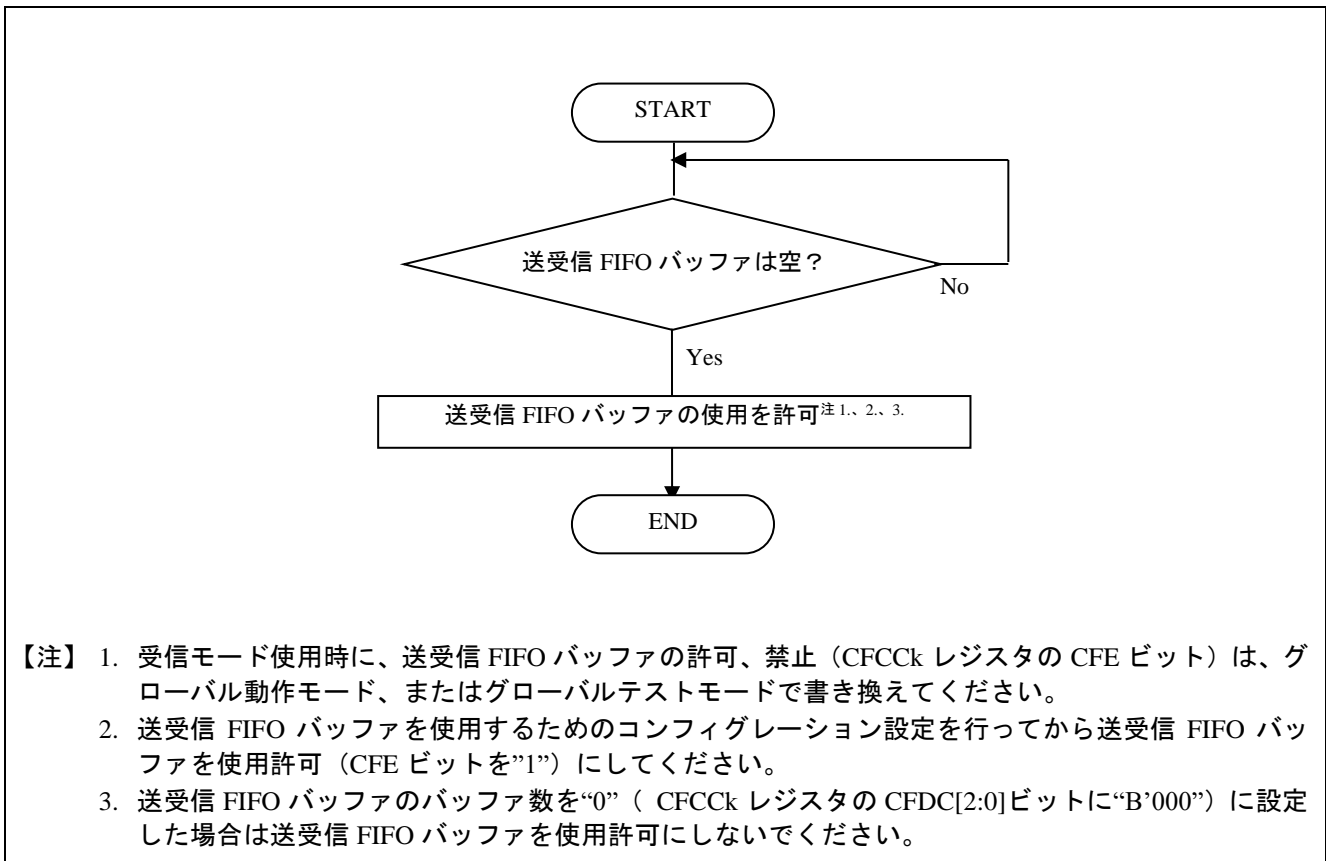 START
送受信 FIFO バッファは空？
No
Yes
送受信 FIFO バッファの使用を許可注 1.、2.、3.
END
【注】 1. 受信モード使用時に、送受信 FIFO バッファの許可、禁止（CFCCk レジスタの CFE ビット）は、グ
ローバル動作モード、またはグローバルテストモードで書き換えてください。
2. 送受信 FIFO バッファを使用するためのコンフィグレーション設定を行ってから送受信 FIFO バッ
ファを使用許可（CFE ビットを”1”）にしてください。
3. 送受信 FIFO バッファのバッファ数を“0”（ CFCCk レジスタの CFDC[2:0]ビットに“B’000”）に設定
した場合は送受信 FIFO バッファを使用許可にしないでください。